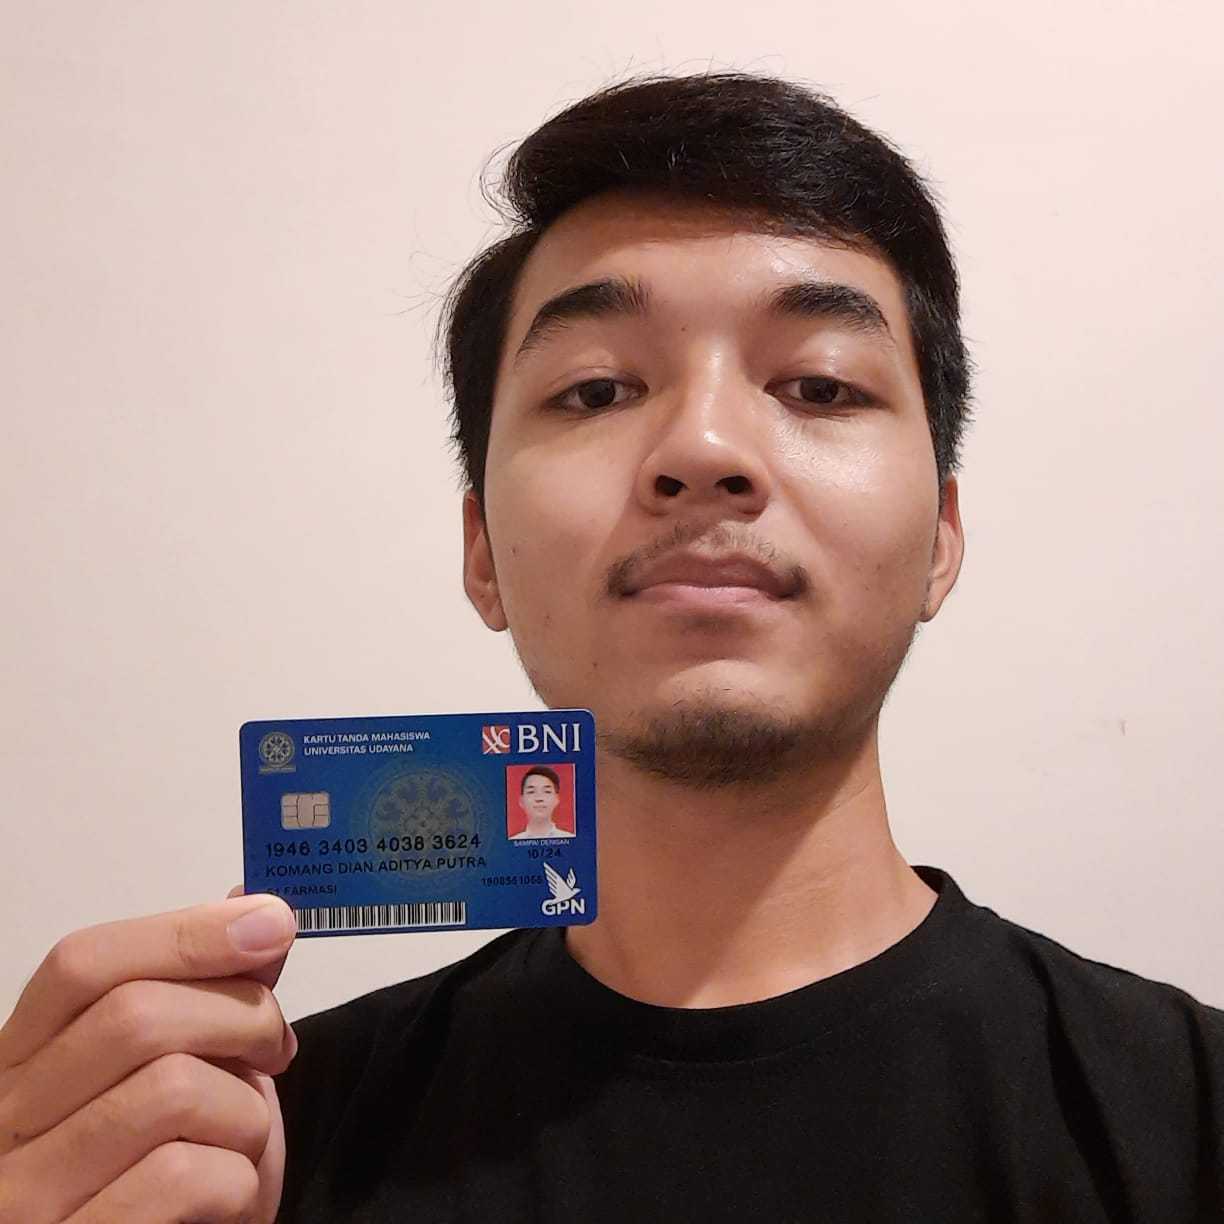 KARTU TANDA MAHASISWA
UNIVERSITAS UDAYANA
BNI
SAMPAI DENGAN
10/24
1946 3403 4038 3624
KOMANG DIAN ADITYA PUTRA
1908551066
S1 FARMASI
GPN